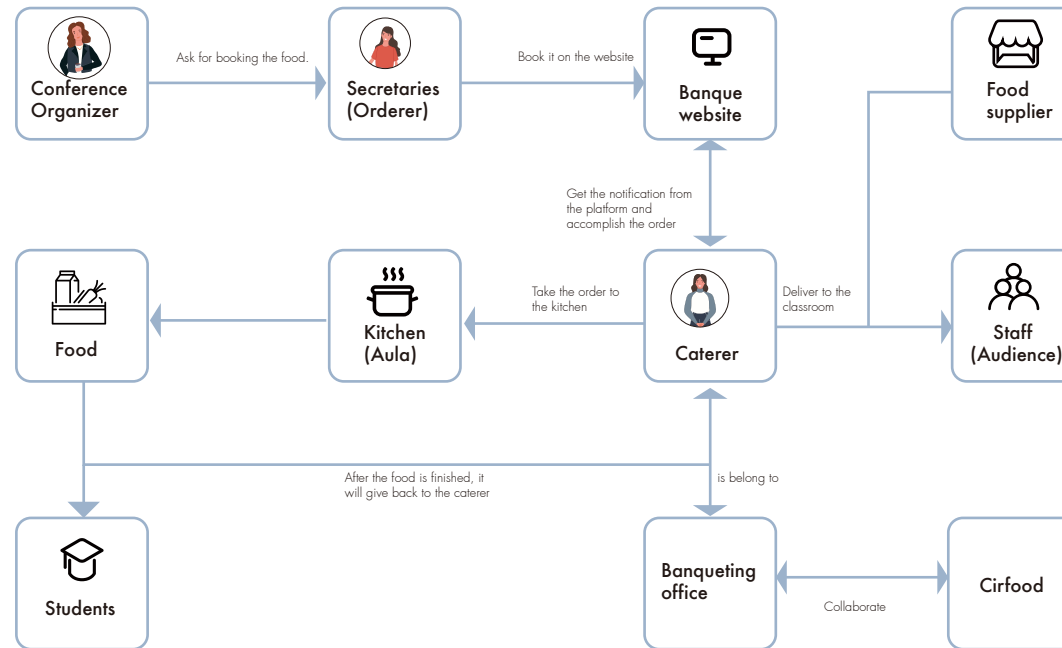 Conference
Organizer
Ask for booking the food.
Secretaries
(Orderer)
Book it on the website
Banque
website
Food
supplier
Get the notification from
the platform and
accomplish the order
Food
Kitchen
(Aula)
Take the order to
the kitchen
Caterer
Deliver to the
classroom
Staff
(Audience)
After the food is finished, it
will give back to the caterer
is belong to
Students
Banqueting
office
Collaborate
Cirfood